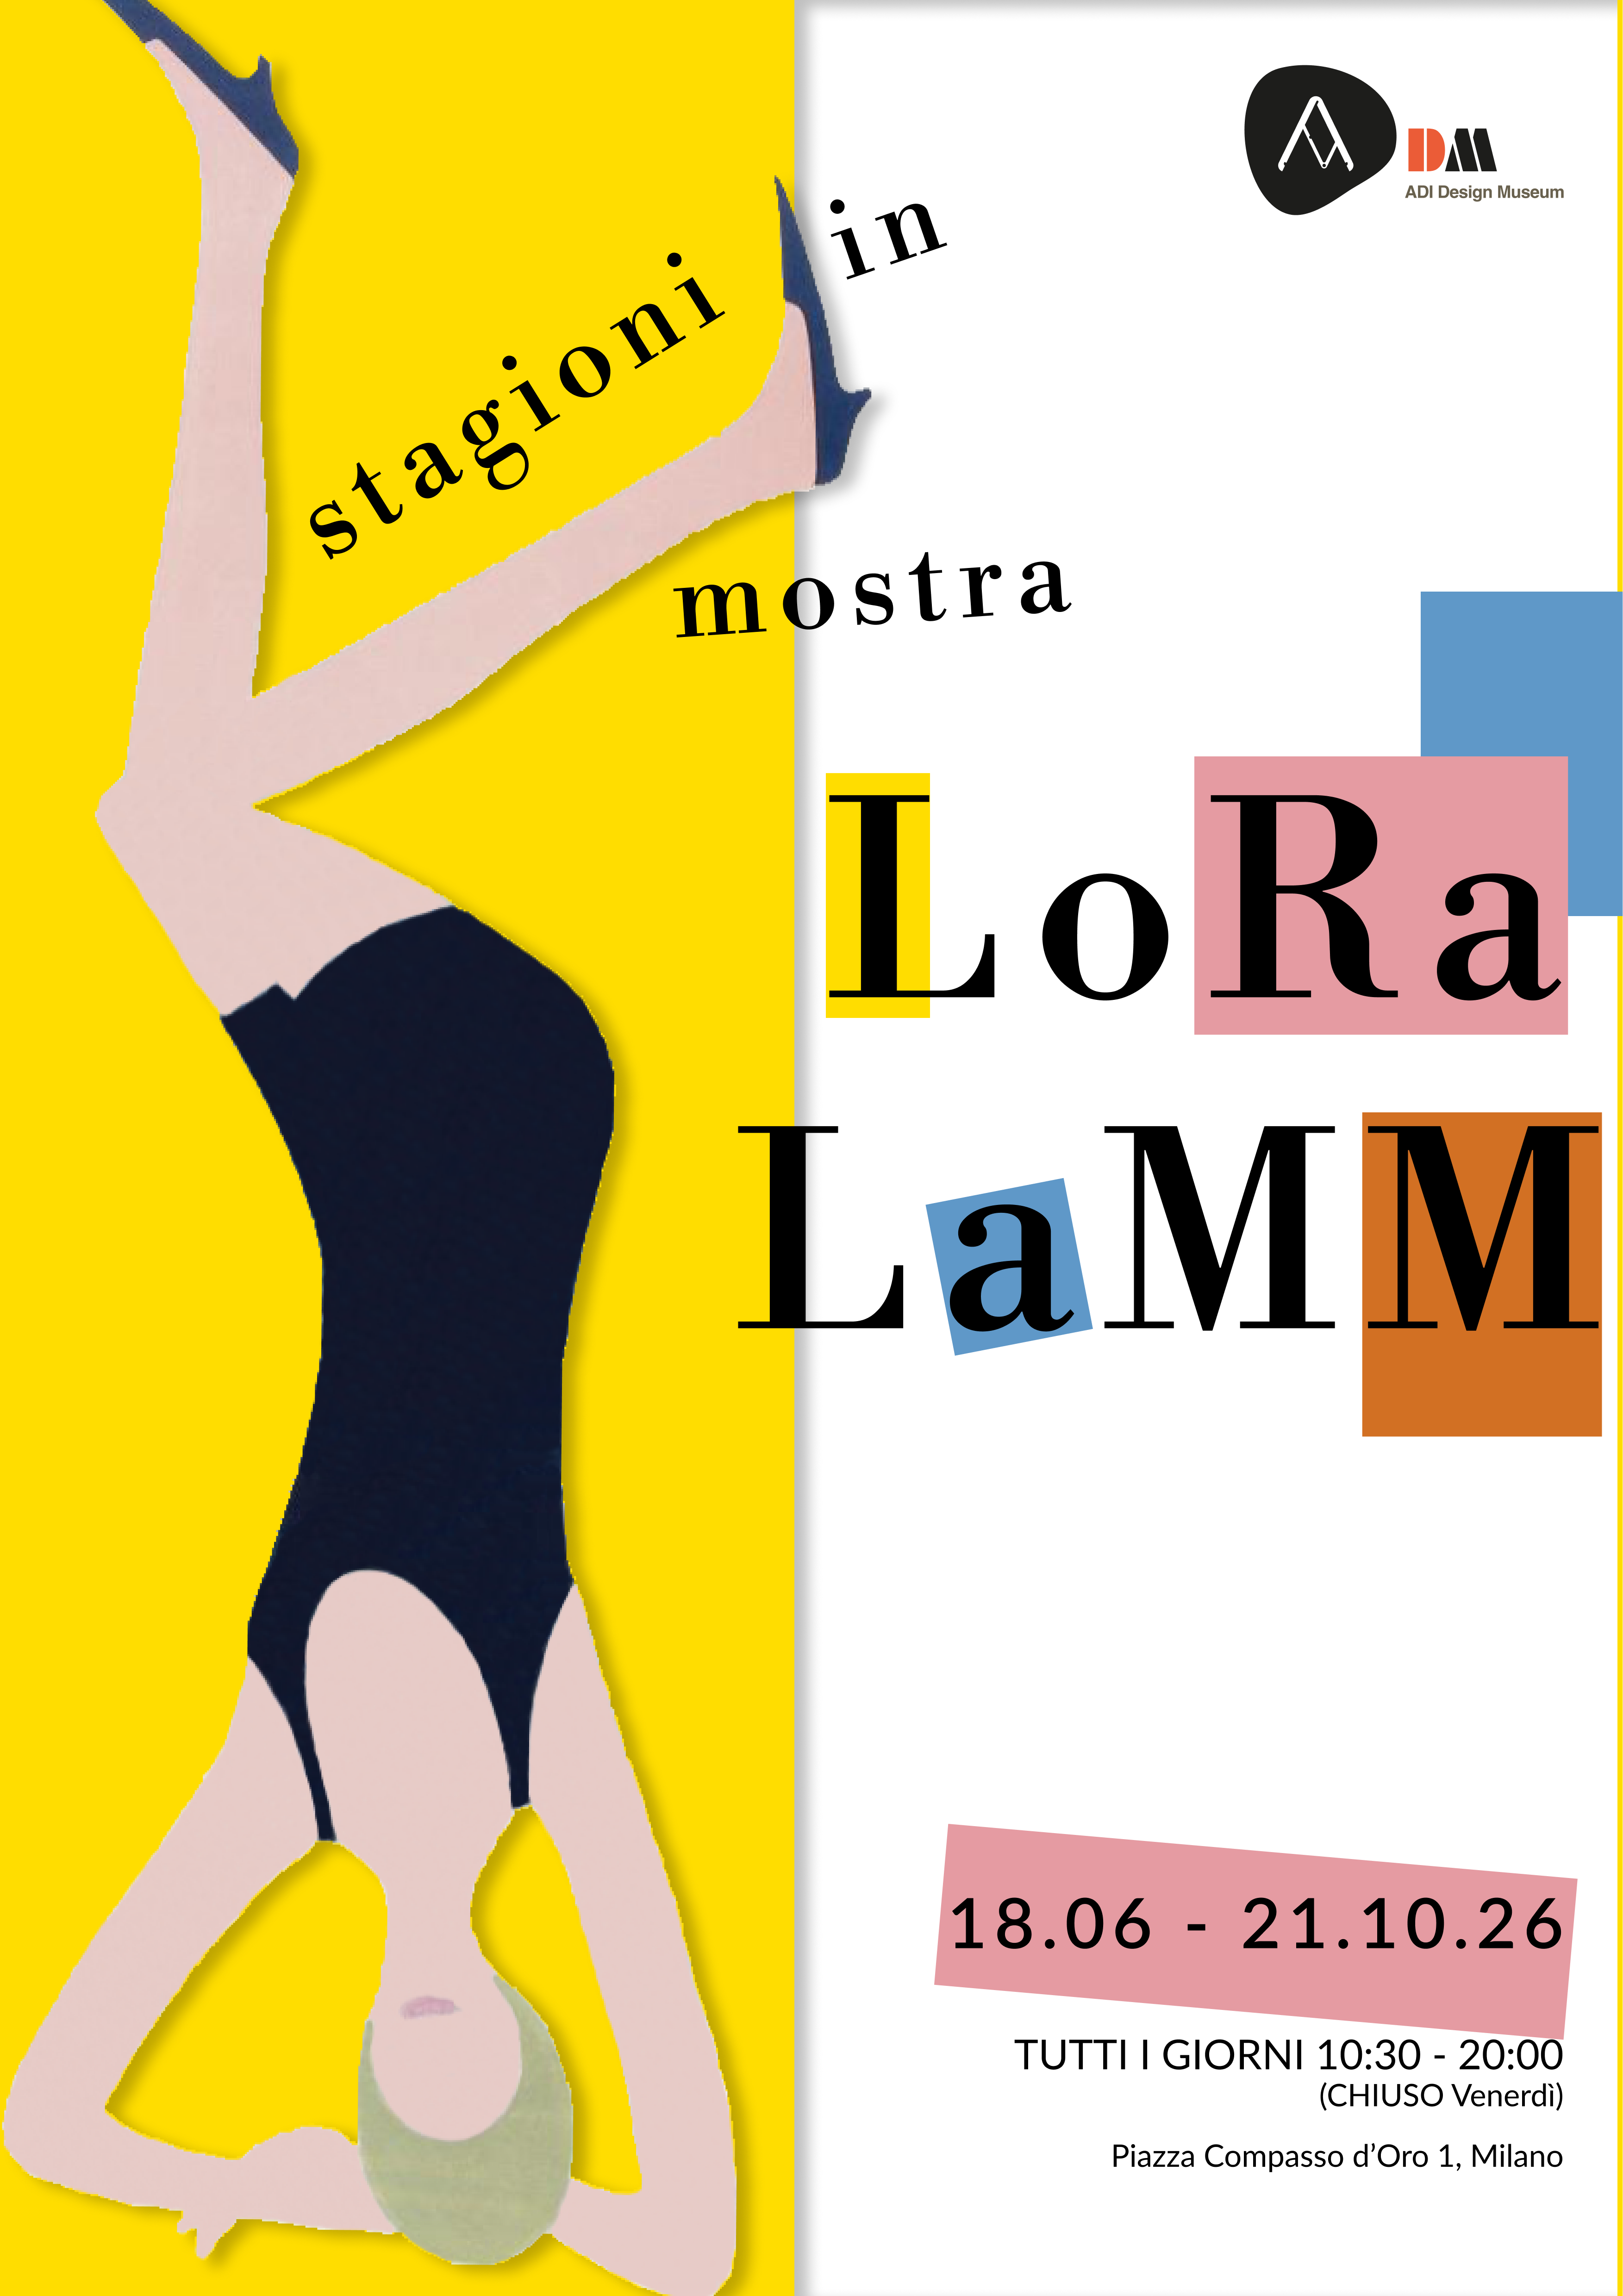 DM
ADI Design Museum
stagioni in
mostra
LoRa
LaMM
18.06 - 21.10.26
TUTTI I GIORNI 10:30 - 20:00
(CHIUSO Venerdì)
Piazza Compasso d’Oro 1, Milano